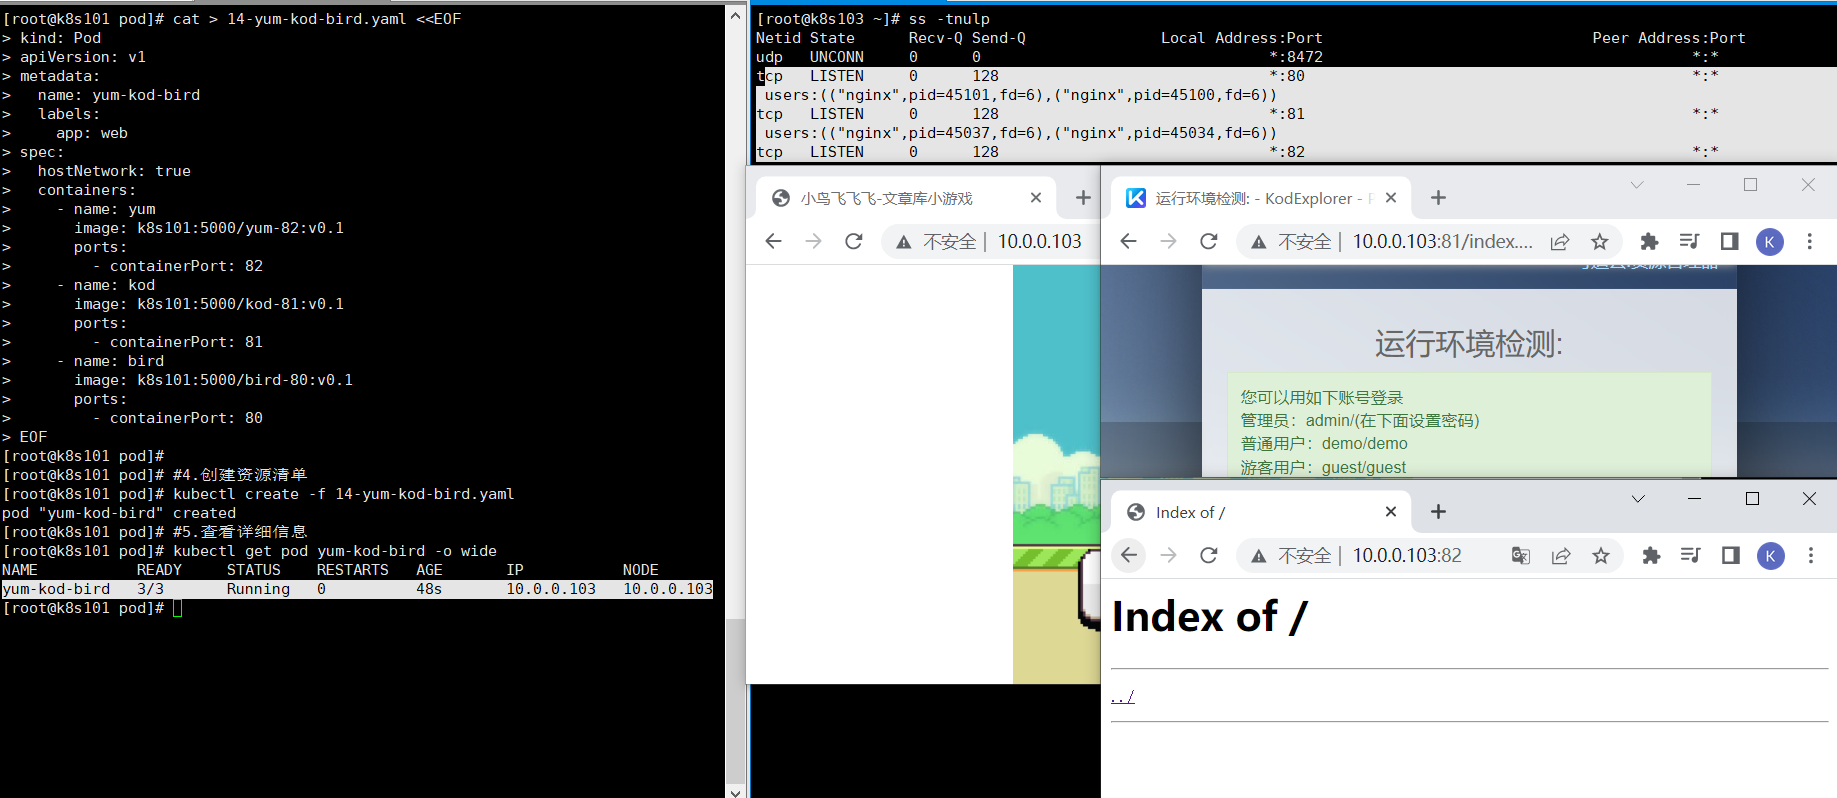 [root@k8s101 pod]# cat > 14-yum-kod-bird.yaml <<EOF
> kind: Pod
> apiVersion: v1
> metadata:
>   name: yum-kod-bird
>   labels:
>     app: web
> spec:
>   hostNetwork: true
>   containers:
>     - name: yum
>       image: k8s101:5000/yum-82:v0.1
>       ports:
>         - containerPort: 82
>     - name: kod
>       image: k8s101:5000/kod-81:v0.1
>       ports:
>         - containerPort: 81
>     - name: bird
>       image: k8s101:5000/bird-80:v0.1
>       ports:
>         - containerPort: 80
> EOF
[root@k8s101 pod]#
[root@k8s101 pod]# #4.创建资源清单
[root@k8s101 pod]# kubectl create -f 14-yum-kod-bird.yaml
pod "yum-kod-bird" created
[root@k8s101 pod]# #5.查看详细信息
[root@k8s101 pod]# kubectl get pod yum-kod-bird -o wide
NAME           READY     STATUS    RESTARTS   AGE       IP           NODE
yum-kod-bird   3/3       Running   0          48s       10.0.0.103   10.0.0.103
[root@k8s101 pod]#
[root@k8s103 ~]# ss -tnulp
Netid State      Recv-Q Send-Q               Local Address:Port                              Peer Address:Port
udp   UNCONN     0      0                                *:8472                                         *:*
tcp   LISTEN     0      128                              *:80                                           *:*
 users:(("nginx",pid=45101,fd=6),("nginx",pid=45100,fd=6))
tcp   LISTEN     0      128                              *:81                                           *:*
 users:(("nginx",pid=45037,fd=6),("nginx",pid=45034,fd=6))
tcp   LISTEN     0      128                              *:82                                           *:*
小鸟飞飞飞-文章库小游戏
不安全 | 10.0.0.103
运行环境检测: - KodExplorer -
不安全 | 10.0.0.103:81/index....
K
运行环境检测:
您可以用如下账号登录
管理员：admin/(在下面设置密码)
普通用户：demo/demo
游客用户：guest/guest
Index of /
不安全 | 10.0.0.103:82
K
Index of /
../